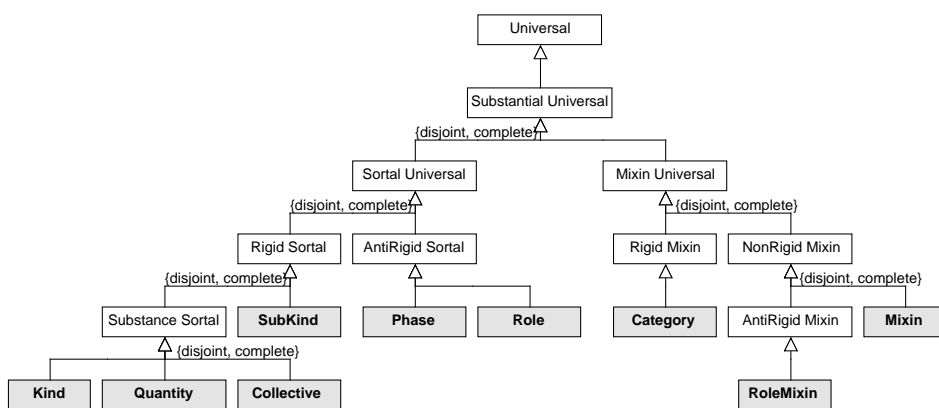 Universal
Substantial Universal
{disjoint, complete}
Sortal Universal
Mixin Universal
{disjoint, complete}
{disjoint, complete}
Rigid Sortal
AntiRigid Sortal
Rigid Mixin
NonRigid Mixin
{disjoint, complete}
{disjoint, complete}
Substance Sortal
SubKind
Phase
Role
Category
AntiRigid Mixin
Mixin
{disjoint, complete}
Kind
Quantity
Collective
RoleMixin